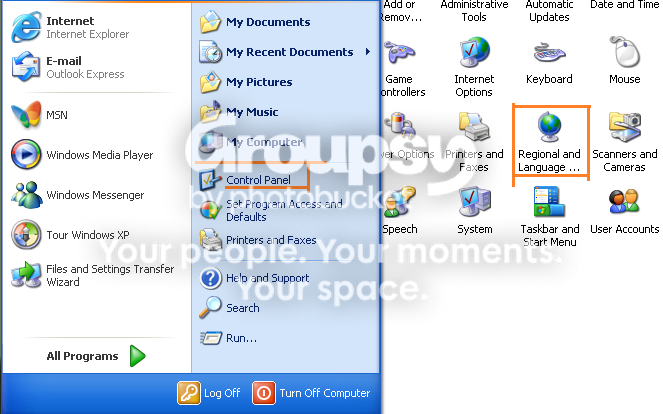 Internet
Internet Explorer
E-mail
Outlook Express
MSN
Windows Media Player
Windows Messenger
Tour Windows XP
Files and Settings Transfer
Wizard
All Programs
My Documents
My Recent Documents
My Pictures
My Music
My Computer
Control Panel
Set Program Access and
Defaults
Printers and Faxes
Help and Support
Search
Run...
Log Off
Turn Off Computer
Add or
Remov...
Administrative
Tools
Automatic
Updates
Date and Time
Game
Controllers
Internet
Options
Keyboard
Mouse
Options
Printers and
Faxes
Regional and
Language ...
Scanners and
Cameras
Speech
System
Taskbar and
Start Menu
User Accounts
Groupsy
by photobucket
Your people. Your moments.
Your space.